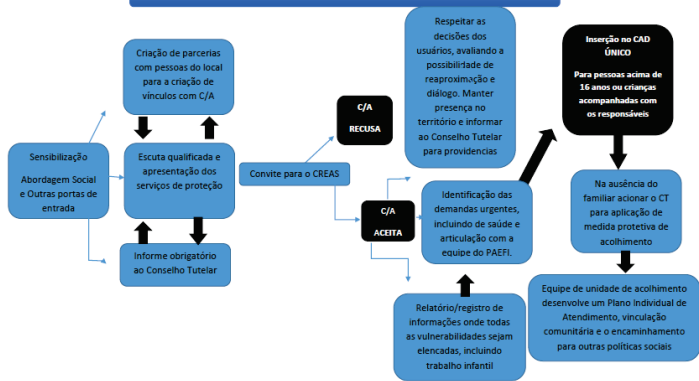 Criação de parcerias
com pessoas do local
para a criação de
vínculos com C/A
Sensibilização
Abordagem Social
e Outras portas de
entrada
Escuta qualificada e
apresentação dos
serviços de proteção
Informe obrigatório
ao Conselho Tutelar
Convite para o CREAS
C/A
RECUSA
C/A
ACEITA
Respeitar as
decisões dos
usuários, avaliando a
possibilidade de
reaproximação e
diálogo. Manter
presença no
território e informar
ao Conselho Tutelar
para providencias
Identificação das
demandas urgentes,
incluindo de saúde e
articulação com a
equipe do PAEFI.
Relatório/registro de
informações onde todas
as vulnerabilidades sejam
elencadas, incluindo
trabalho infantil
Inserção no CAD
ÚNICO
Para pessoas acima de
16 anos ou crianças
acompanhadas com
os responsáveis
Na ausência do
familiar acionar o CT
para aplicação de
medida protetiva de
acolhimento
Equipe de unidade de acolhimento
desenvolve um Plano Individual de
Atendimento, vinculação
comunitária e o encaminhamento
para outras políticas sociais